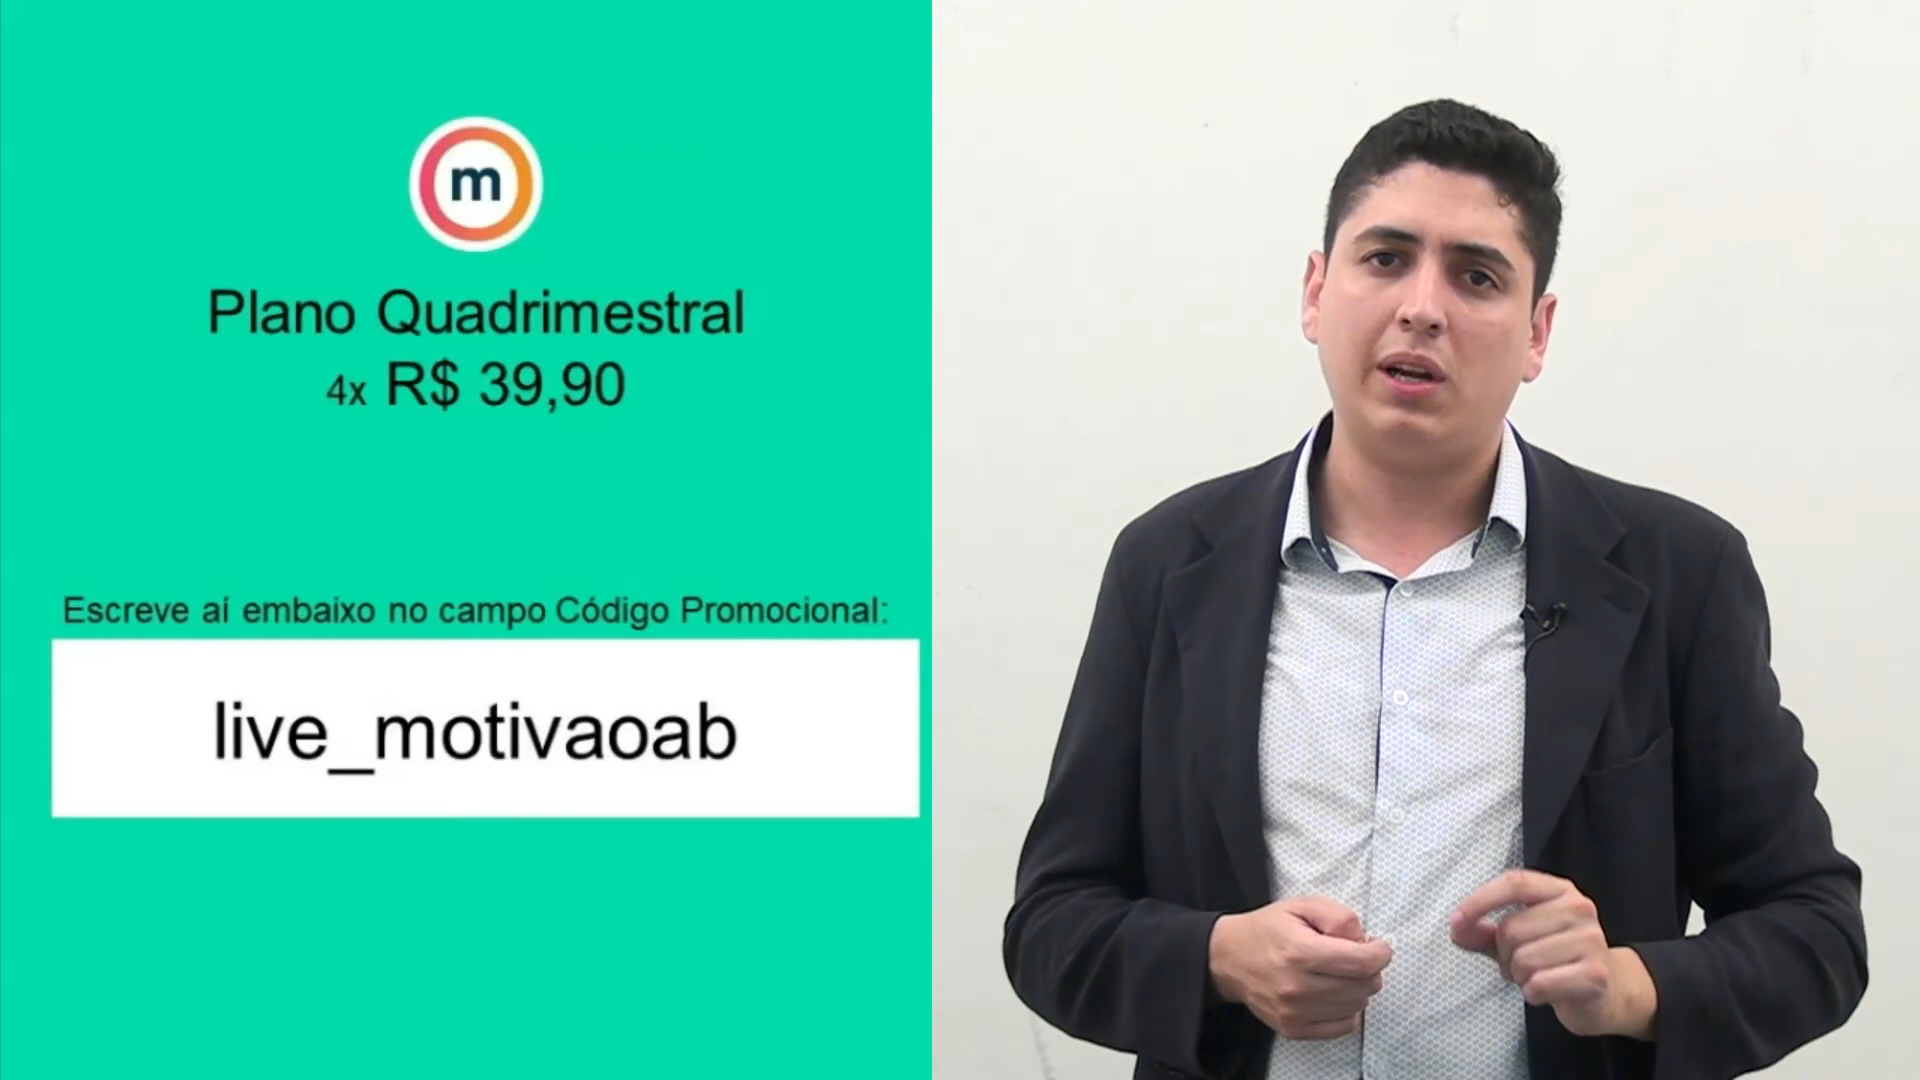 m
Plano Quadrimestral
4x R$ 39,90
Escreve aí embaixo no campo Código Promocional:
live_motivaoab